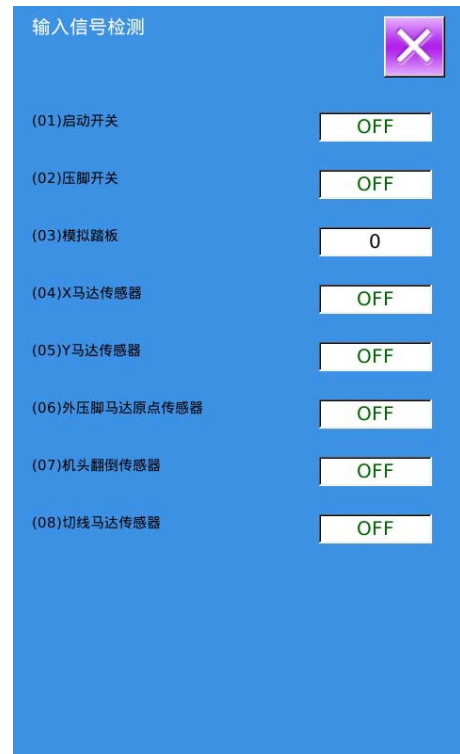 输入信号检测
(01)启动开关 OFF
(02)压脚开关 OFF
(03)模拟踏板 0
(04)X马达传感器 OFF
(05)Y马达传感器 OFF
(06)外压脚马达原点传感器 OFF
(07)机头翻倒传感器 OFF
(08)切线马达传感器 OFF